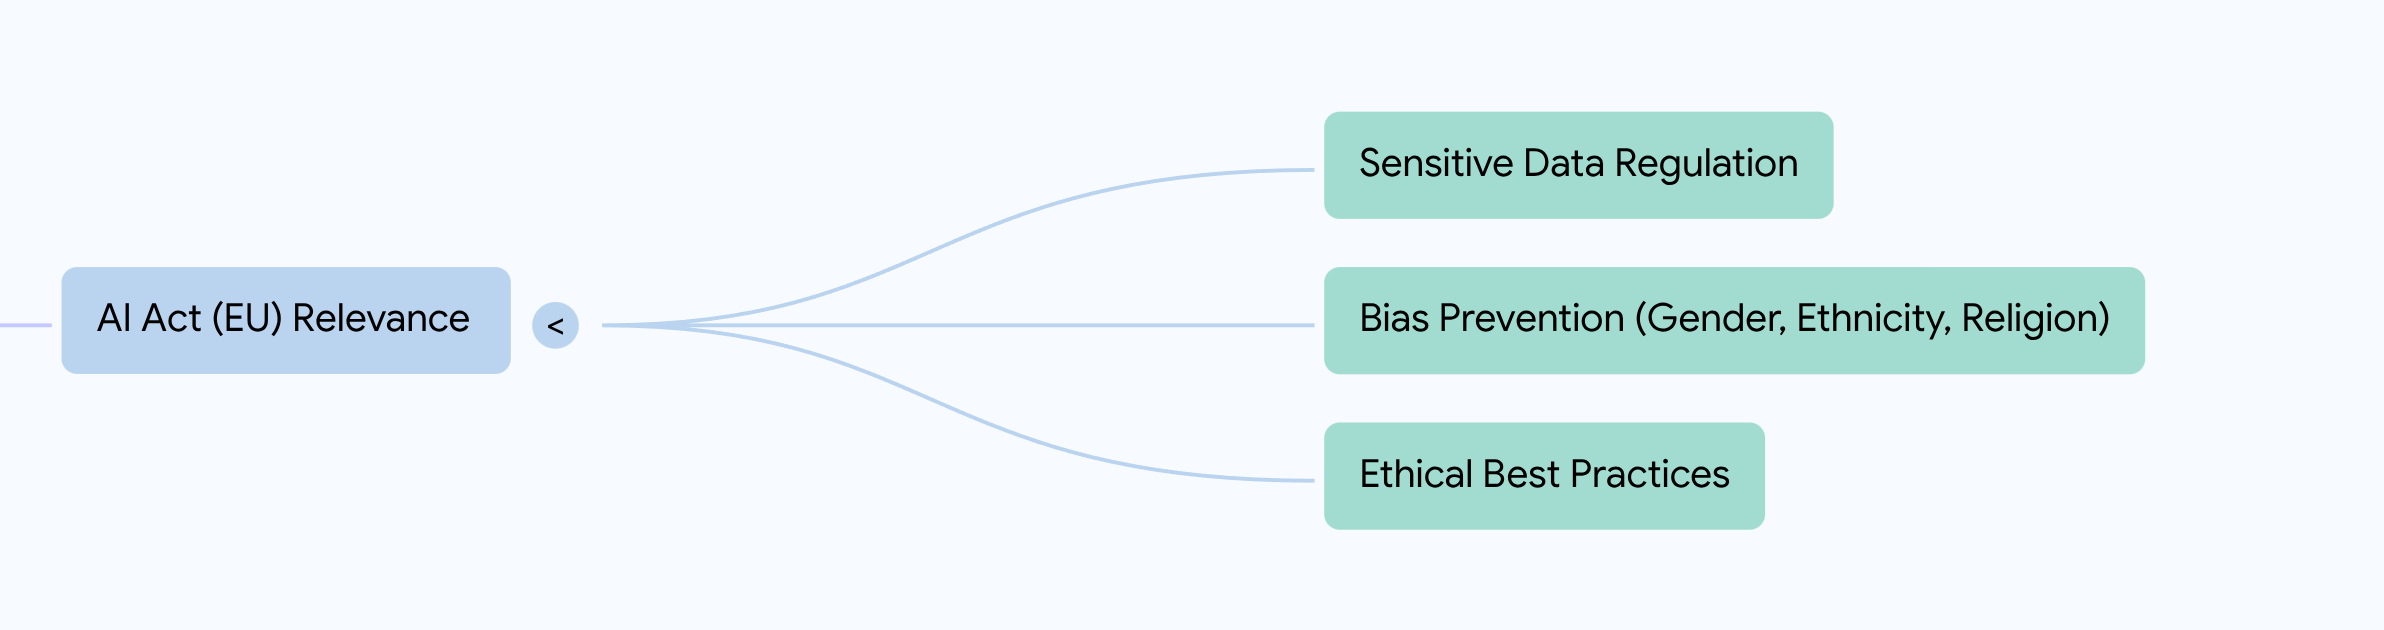 AI Act (EU) Relevance
<
Sensitive Data Regulation
Bias Prevention (Gender, Ethnicity, Religion)
Ethical Best Practices